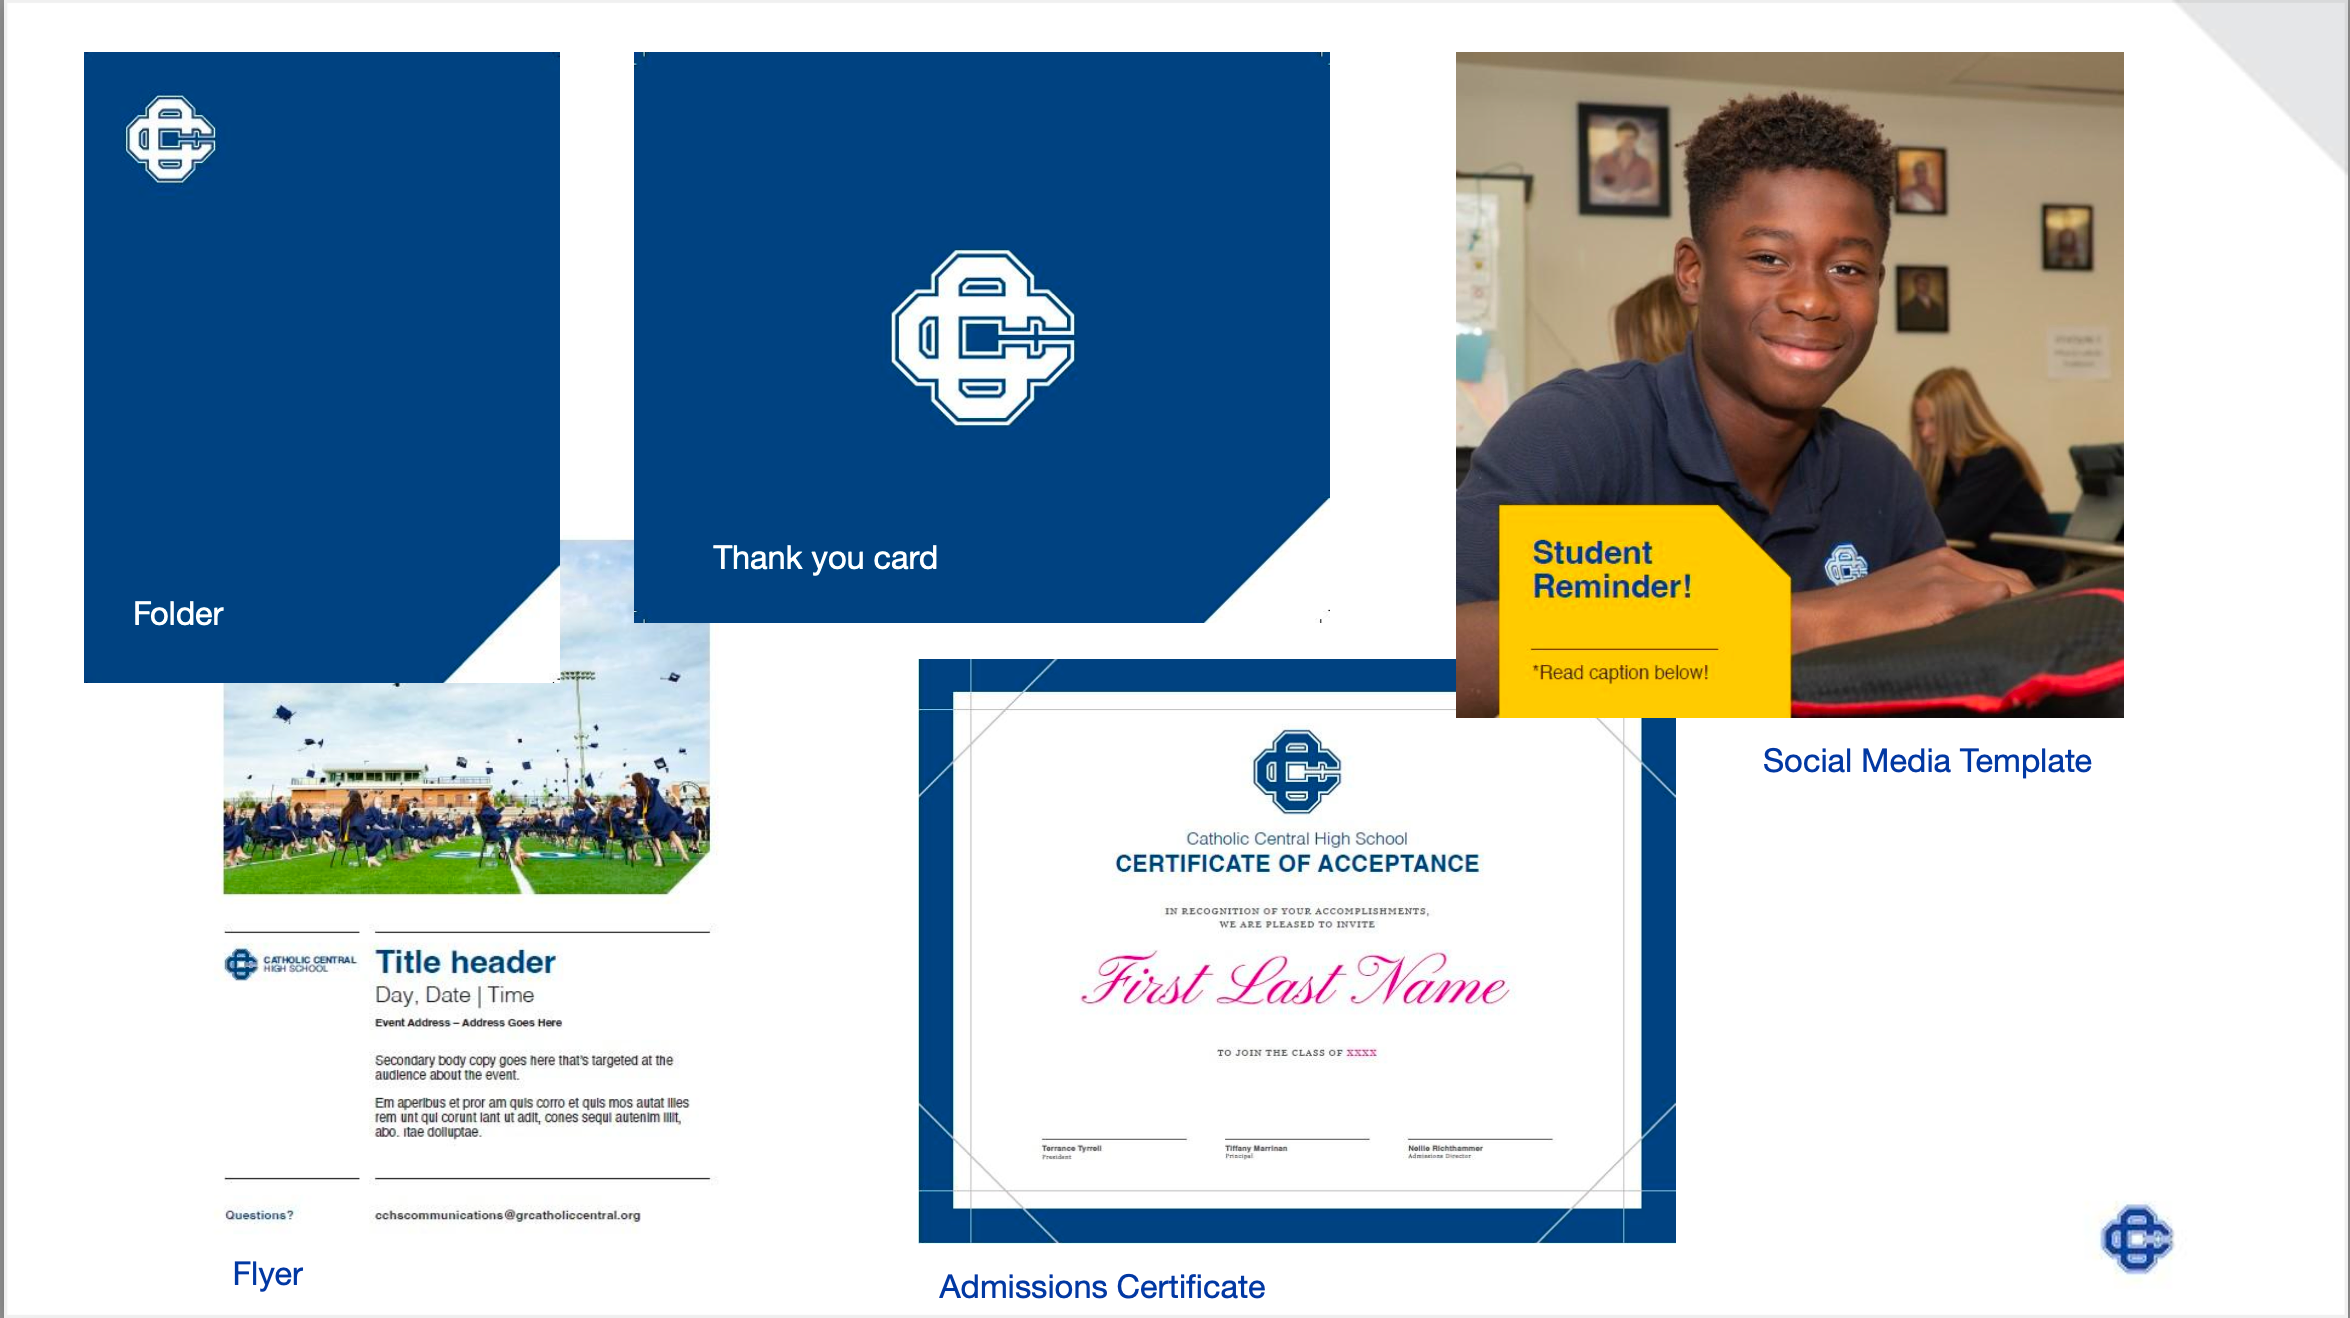 Folder
Thank you card
Student
Reminder!
*Read caption below!
Social Media Template
CATHOLIC CENTRAL
HIGH SCHOOL
Title header
Day, Date | Time
Event Address – Address Goes Here
Secondary body copy goes here that's targeted at the
audience about the event.
Em aperibus et pror am quis corro et quis mos autat illes
rem unt qui corunt lant ut adit, cones sequi autenim illit,
abo. Itae dolluptae.
Questions?
cchscommunications@grcatholiccentral.org
Flyer
Catholic Central High School
CERTIFICATE OF ACCEPTANCE
IN RECOGNITION OF YOUR ACCOMPLISHMENTS,
WE ARE PLEASED TO INVITE
First Last Name
TO JOIN THE CLASS OF XXXX
Terrance Tyrrell
President
Tiffany Marrinan
Principal
Nellie Richthammer
Admissions Director
Admissions Certificate